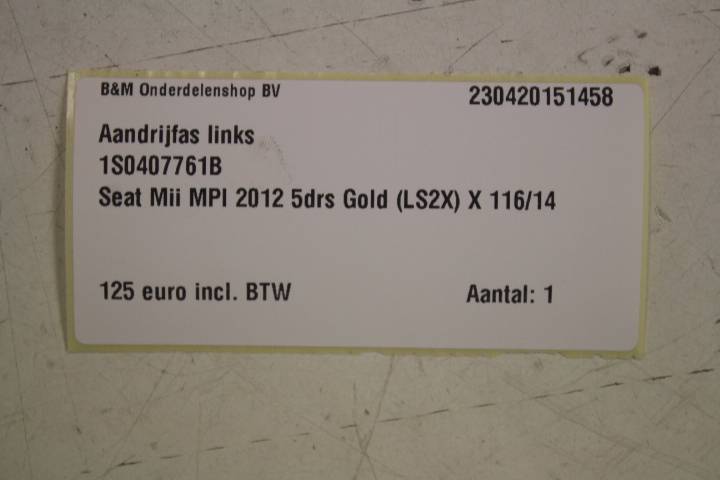 B&M Onderdelenshop BV 230420151458
Aandrijfas links
1S0407761B
Seat Mii MPI 2012 5drs Gold (LS2X) X 116/14
125 euro incl. BTW Aantal: 1